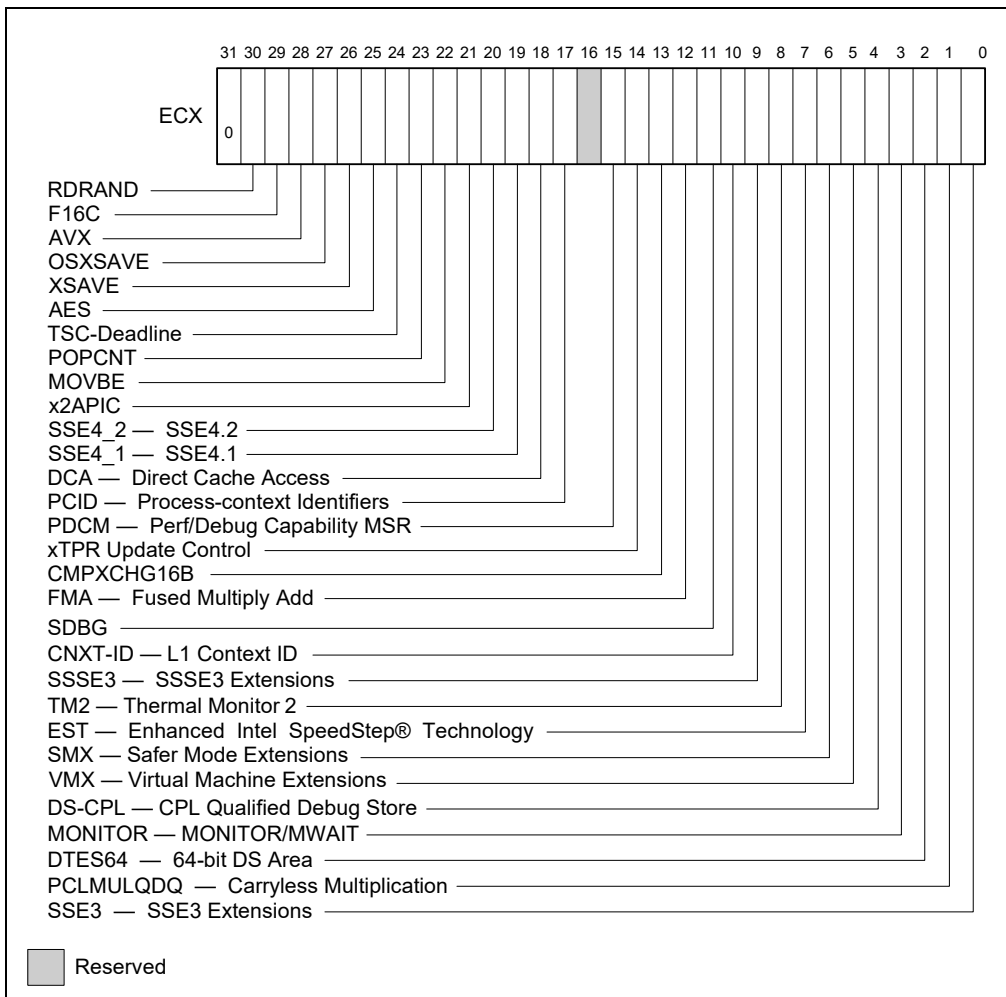 31 30 29 28 27 26 25 24 23 22 21 20 19 18 17 16 15 14 13 12 11 10 9 8 7 6 5 4 3 2 1 0
ECX
0
RDRAND
F16C
AVX
OSXSAVE
XSAVE
AES
TSC-Deadline
POPCNT
MOVBE
x2APIC
SSE4_2 — SSE4.2
SSE4_1 — SSE4.1
DCA — Direct Cache Access
PCID — Process-context Identifiers
PDCM — Perf/Debug Capability MSR
xTPR Update Control
CMPXCHG16B
FMA — Fused Multiply Add
SDBG
CNXT-ID — L1 Context ID
SSSE3 — SSSE3 Extensions
TM2 — Thermal Monitor 2
EST — Enhanced Intel SpeedStep® Technology
SMX — Safer Mode Extensions
VMX — Virtual Machine Extensions
DS-CPL — CPL Qualified Debug Store
MONITOR — MONITOR/MWAIT
DTES64 — 64-bit DS Area
PCLMULQDQ — Carryless Multiplication
SSE3 — SSE3 Extensions
Reserved